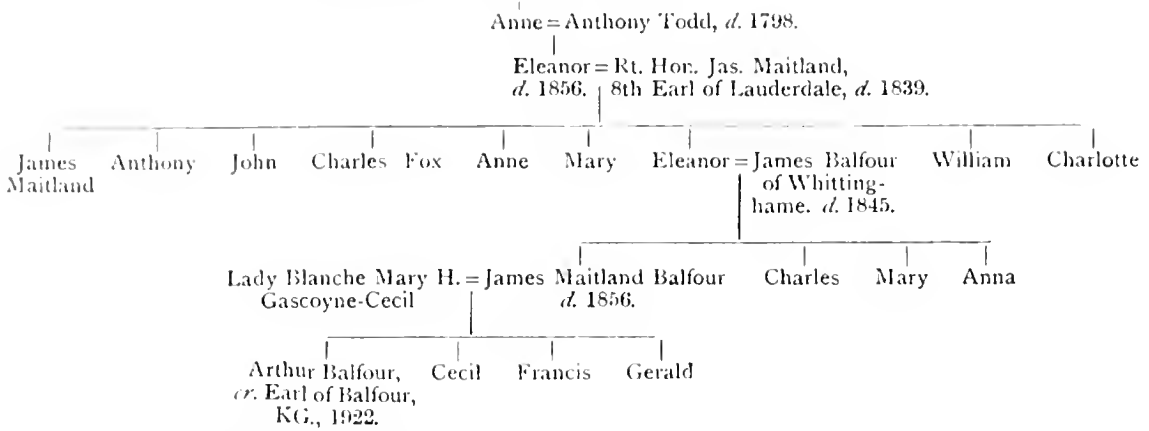 Anne = Anthony Todd, d. 1798.
Eleanor = Rt. Hon. Jas. Maitland,
d. 1856. 8th Earl of Lauderdale, d. 1839.
James Anthony John Charles Fox Anne Mary Eleanor = James Balfour William Charlotte
Maitland of Whitting-
hame. d. 1845.
Lady Blanche Mary H. = James Maitland Balfour Charles Mary Anna
Gascoyne-Cecil d. 1856.
Arthur Balfour, Cecil Francis Gerald
cr. Earl of Balfour,
KG., 1922.